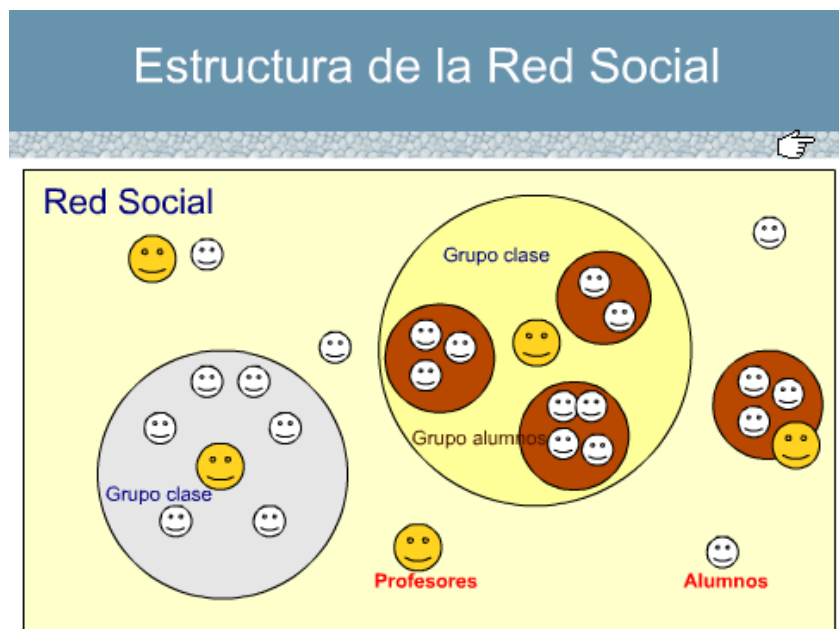 Estructura de la Red Social
Red Social
Grupo clase
Grupo alumnos
Grupo clase
Profesores
Alumnos